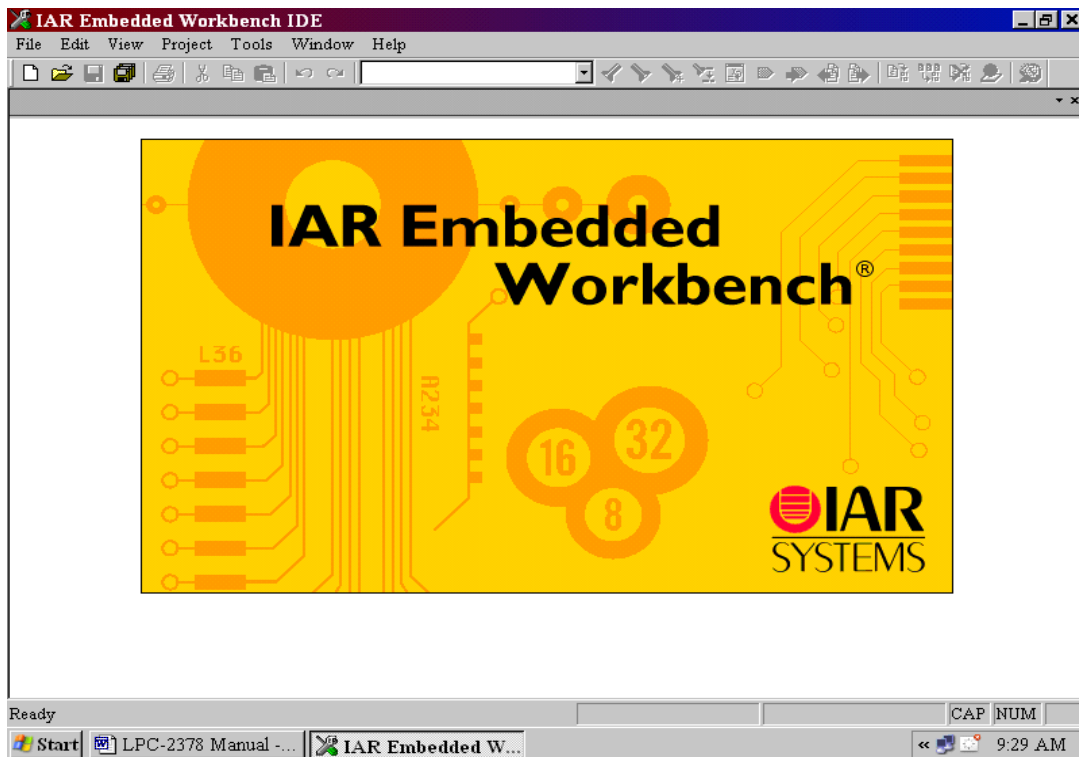 IAR Embedded Workbench IDE
File Edit View Project Tools Window Help
IAR Embedded
Workbench®
L36
R234
16
32
8
IAR
SYSTEMS
Ready
CAP NUM
Start LPC-2378 Manual -... IAR Embedded W... « 9:29 AM